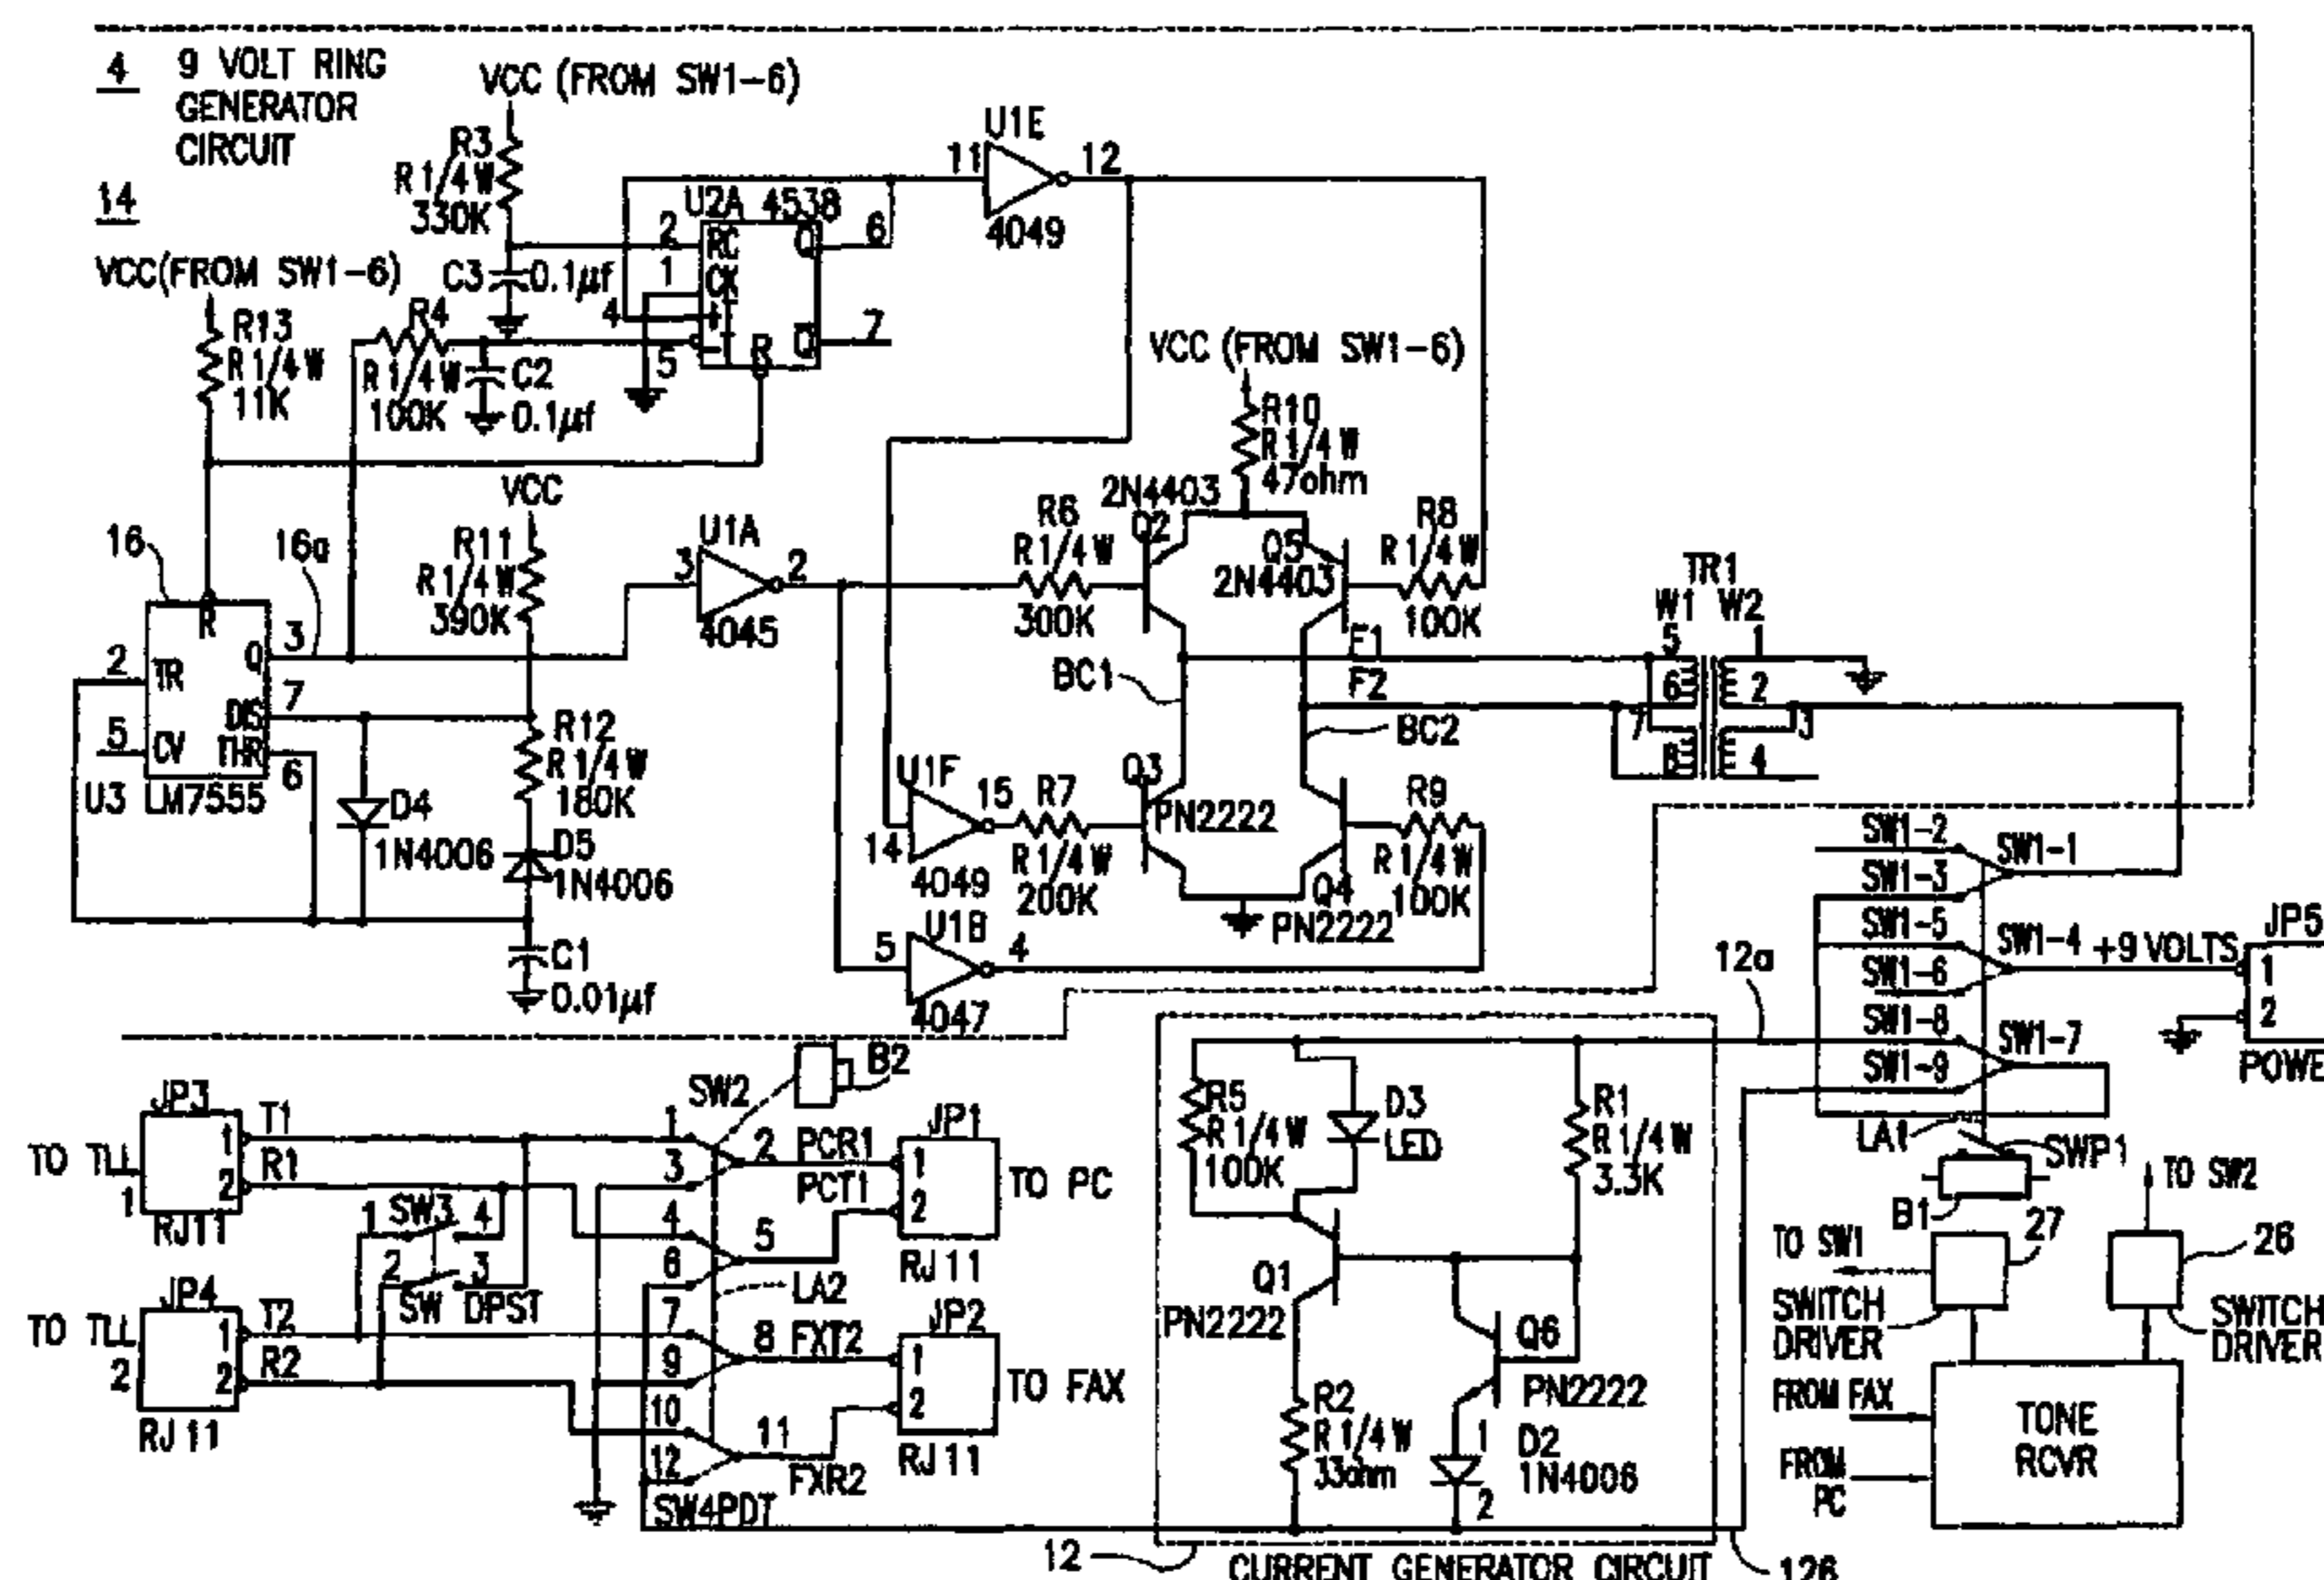 4 9 VOLT RING
GENERATOR
CIRCUIT
14
VCC (FROM SW1-6)
R3
R 1/4 W
330K
C3 0.1µf
VCC(FROM SW1-6)
R13
R 1/4 W
11K
R4
R 1/4 W
100K
C2
0.1µf
U2A 4538
2 RC Q 6
1 CX
4 +T
5 -T R Q 7
U1E
11 12
4049
VCC (FROM SW1-6)
R10
R 1/4 W
47ohm
VCC
R11
R 1/4 W
390K
16 16a
R
2 TR Q 3
DIS 7
5 CV THR 6
U3 LM7555
R12
R 1/4 W
180K
D4
1N4006
D5
1N4006
C1
0.01µf
U1A
3 2
4045
R6
R 1/4 W
300K
2N4403
Q2
Q5
2N4403
R8
R 1/4 W
100K
BC1
F1
F2
BC2
TR1
W1 W2
5 1
6 2
7 3
8 4
U1F
14 15
4049
R7
R 1/4 W
200K
Q3
PN2222
Q4
PN2222
R9
R 1/4 W
100K
U1B
5 4
4047
SW1-2
SW1-1
SW1-3
SW1-5
SW1-4 +9 VOLTS
SW1-6
SW1-8
SW1-7
SW1-9
JP5
1
2
POWE
12a
LA1
SWP1
B1
TO SW2
TO SW1
27
26
SWITCH
DRIVER
SWITCH
DRIVER
FROM FAX
FROM
PC
TONE
RCVR
JP3
TO TLL
1
1 T1
2 R1
RJ11
SW3
1 4
2 3
SW DPST
JP4
TO TLL
2
1 T2
2 R2
RJ 11
SW2
B2
1 2
3
4 5
6
7 8
9
10 11
12
LA2
SW4PDT
PCR1
PCT1
FXT2
FXR2
JP1
1
2
RJ 11
TO PC
JP2
1
2
RJ 11
TO FAX
R5
R 1/4 W
100K
D3
LED
R1
R 1/4 W
3.3K
Q1
PN2222
Q6
PN2222
R2
R 1/4 W
33ohm
1 D2
1N4006
2
12
CURRENT GENERATOR CIRCUIT
126